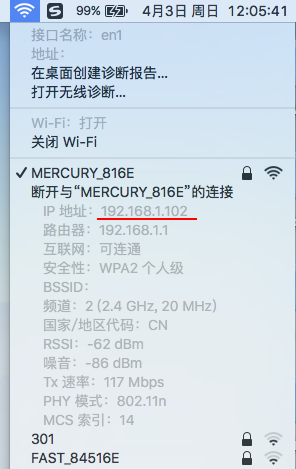 99% 4月3日 周日 12:05:41
接口名称：en1
地址：
在桌面创建诊断报告...
打开无线诊断...
Wi-Fi：打开
关闭 Wi-Fi
✓ MERCURY_816E
断开与“MERCURY_816E”的连接
IP 地址：192.168.1.102
路由器：192.168.1.1
互联网：可连通
安全性：WPA2 个人级
BSSID：
频道：2 (2.4 GHz, 20 MHz)
国家/地区代码：CN
RSSI：-62 dBm
噪音：-86 dBm
Tx 速率：117 Mbps
PHY 模式：802.11n
MCS 索引：14
301
FAST_84516E